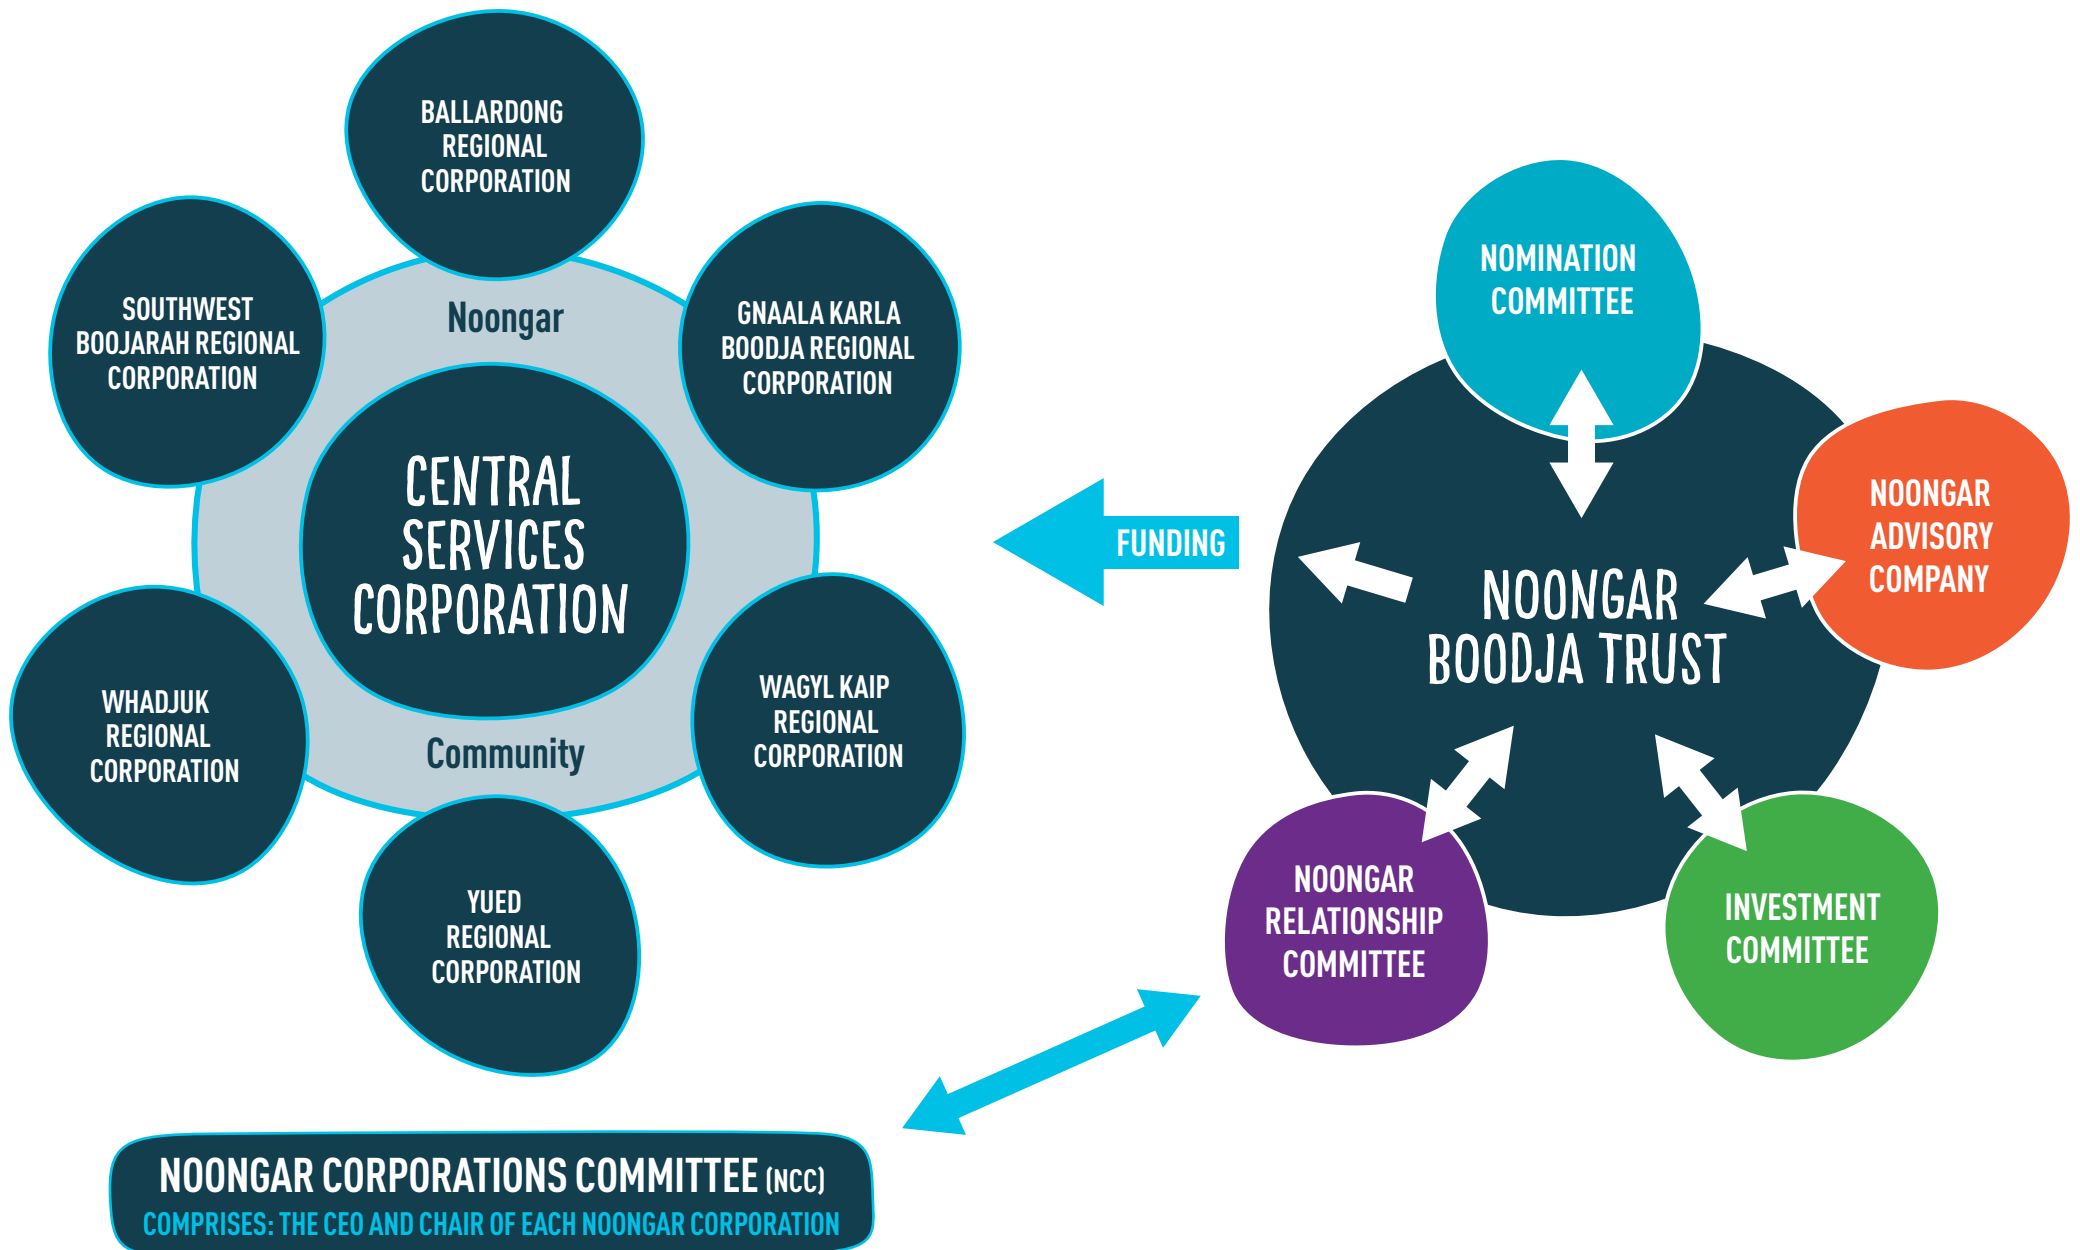 BALLARDONG
REGIONAL
CORPORATION
SOUTHWEST
BOOJARAH REGIONAL
CORPORATION
Noongar
GNAALA KARLA
BOODJA REGIONAL
CORPORATION
CENTRAL
SERVICES
CORPORATION
WHADJUK
REGIONAL
CORPORATION
WAGYL KAIP
REGIONAL
CORPORATION
Community
YUED
REGIONAL
CORPORATION
FUNDING
NOMINATION
COMMITTEE
NOONGAR
ADVISORY
COMPANY
NOONGAR
BOODJA TRUST
NOONGAR
RELATIONSHIP
COMMITTEE
INVESTMENT
COMMITTEE
NOONGAR CORPORATIONS COMMITTEE (NCC)
COMPRISES: THE CEO AND CHAIR OF EACH NOONGAR CORPORATION